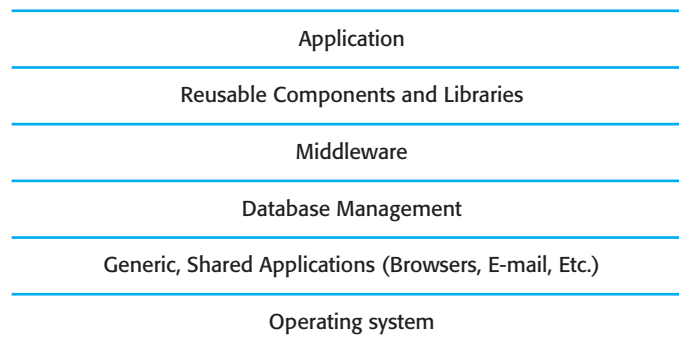 Application
Reusable Components and Libraries
Middleware
Database Management
Generic, Shared Applications (Browsers, E-mail, Etc.)
Operating system